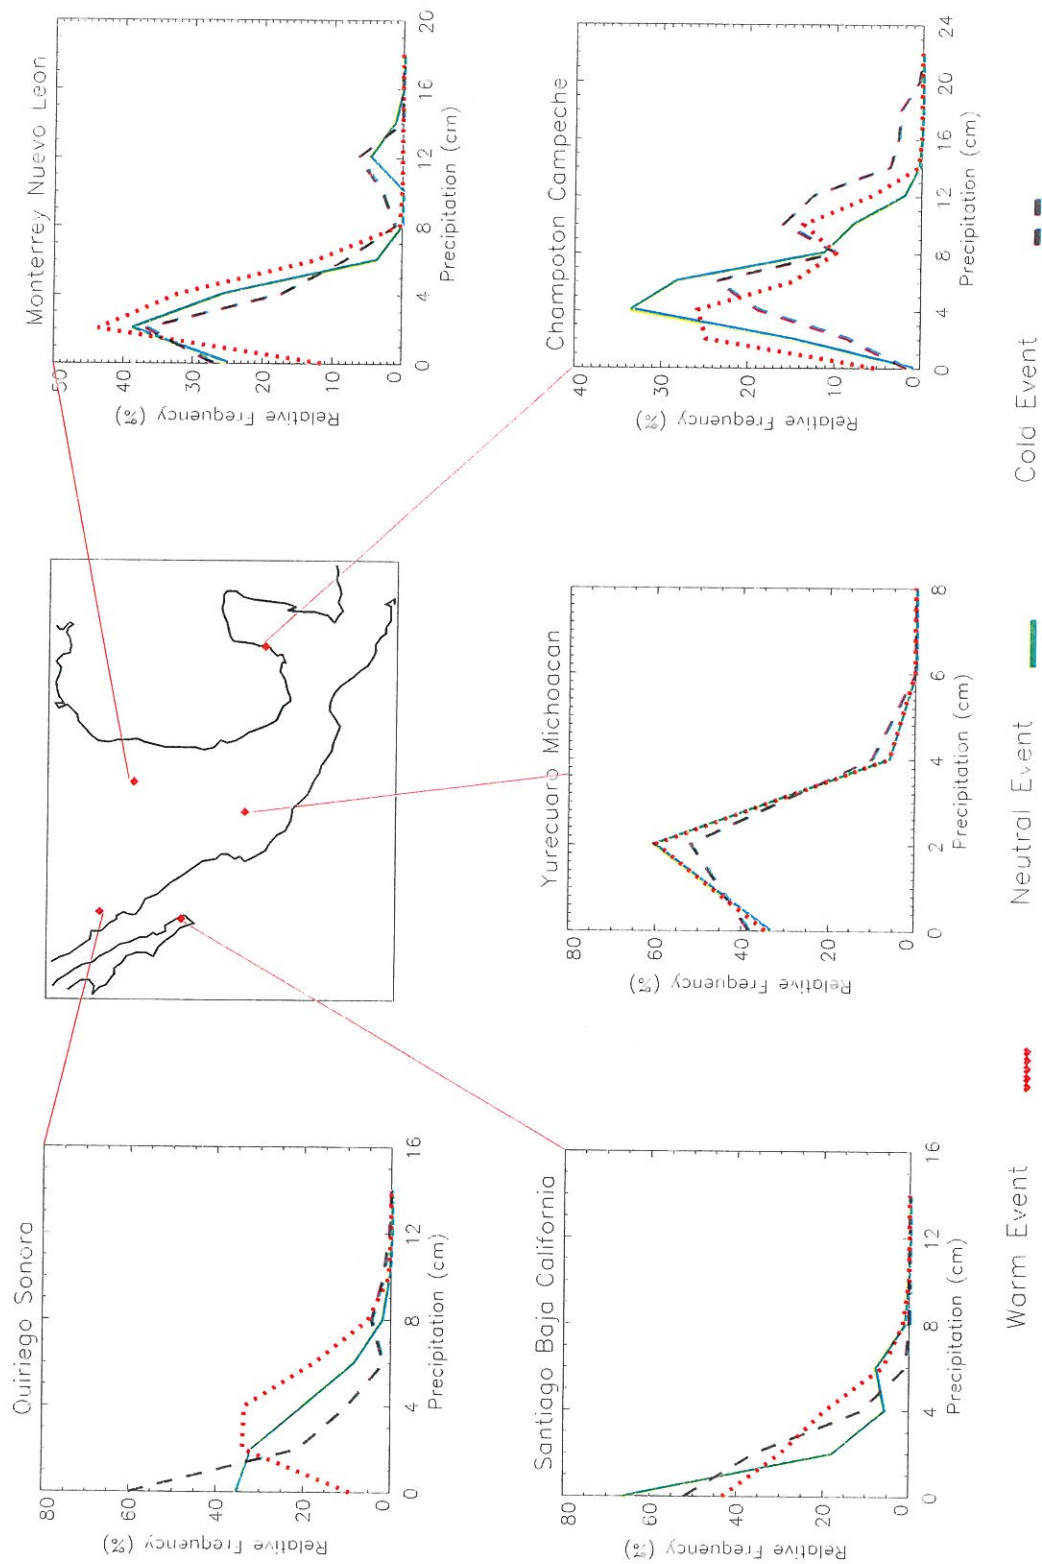 Quiriego Sonora
80
60
40
20
0
Relative Frequency (%)
0 4 8 12 16
Precipitation (cm)
Monterrey Nuevo Leon
50
40
30
20
10
0
Relative Frequency (%)
0 4 8 12 16 20
Precipitation (cm)
Santiago Baja California
80
60
40
20
0
Relative Frequency (%)
0 4 8 12 16
Precipitation (cm)
Yurecuaro Michoacan
80
60
40
20
0
Relative Frequency (%)
0 2 4 6 8
Precipitation (cm)
Champoton Campeche
40
30
20
10
0
Relative Frequency (%)
0 4 8 12 16 20 24
Precipitation (cm)
Warm Event
Neutral Event
Cold Event